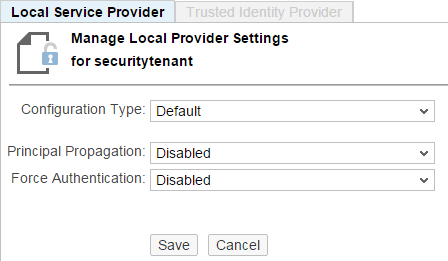 Local Service Provider Trusted Identity Provider
Manage Local Provider Settings
for securitytenant
Configuration Type: Default
Principal Propagation: Disabled
Force Authentication: Disabled
Save Cancel